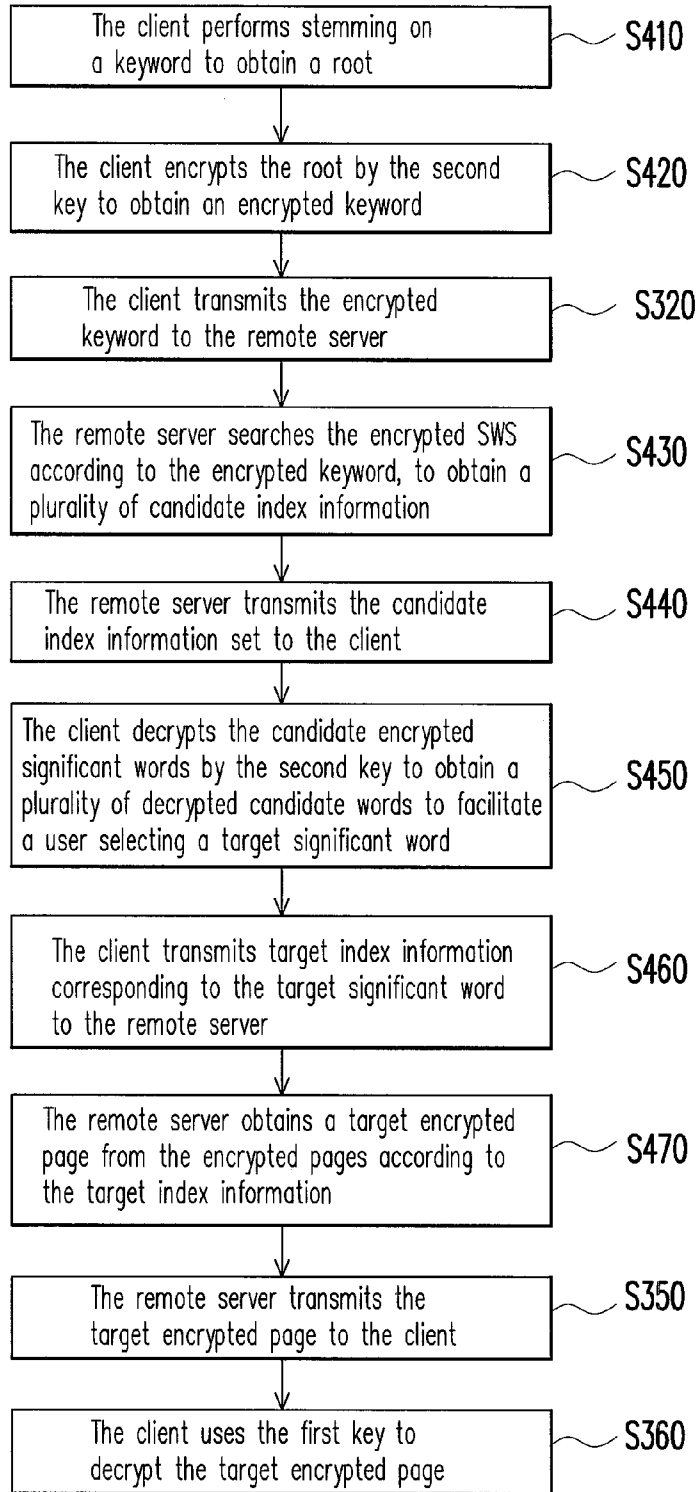 The client performs stemming on
a keyword to obtain a root
S410
The client encrypts the root by the second
key to obtain an encrypted keyword
S420
The client transmits the encrypted
keyword to the remote server
S320
The remote server searches the encrypted SWS
according to the encrypted keyword, to obtain a
plurality of candidate index information
S430
The remote server transmits the candidate
index information set to the client
S440
The client decrypts the candidate encrypted
significant words by the second key to obtain a
plurality of decrypted candidate words to facilitate
a user selecting a target significant word
S450
The client transmits target index information
corresponding to the target significant word
to the remote server
S460
The remote server obtains a target encrypted
page from the encrypted pages according to
the target index information
S470
The remote server transmits the
target encrypted page to the client
S350
The client uses the first key to
decrypt the target encrypted page
S360